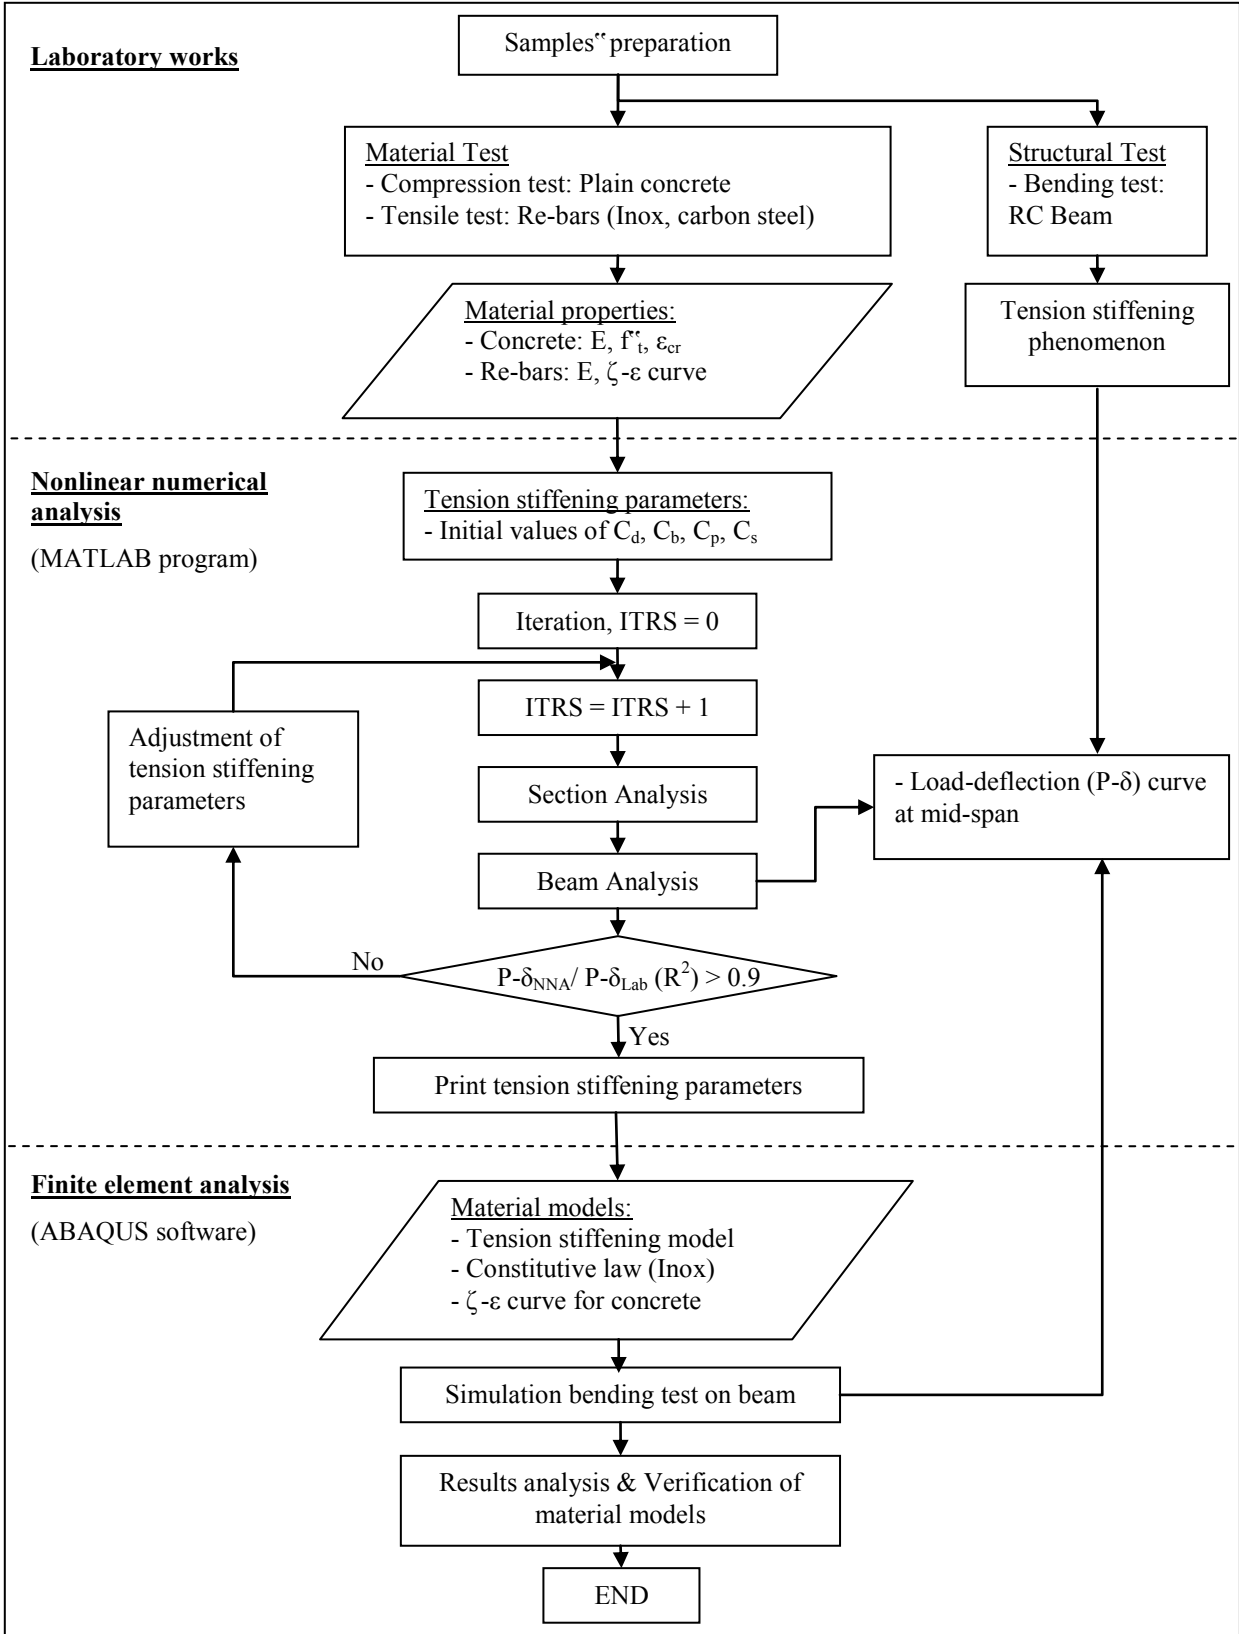 Samples‟ preparation
Laboratory works
Material Test
- Compression test: Plain concrete
- Tensile test: Re-bars (Inox, carbon steel)
Structural Test
- Bending test:
RC Beam
Material properties:
- Concrete: E, f‟t, εcr
- Re-bars: E, ζ-ε curve
Tension stiffening
phenomenon
Nonlinear numerical
analysis
(MATLAB program)
Tension stiffening parameters:
- Initial values of Cd, Cb, Cp, Cs
Iteration, ITRS = 0
ITRS = ITRS + 1
Adjustment of
tension stiffening
parameters
Section Analysis
- Load-deflection (P-δ) curve
at mid-span
Beam Analysis
No
P-δNNA/ P-δLab (R²) > 0.9
Yes
Print tension stiffening parameters
Finite element analysis
(ABAQUS software)
Material models:
- Tension stiffening model
- Constitutive law (Inox)
- ζ-ε curve for concrete
Simulation bending test on beam
Results analysis & Verification of
material models
END